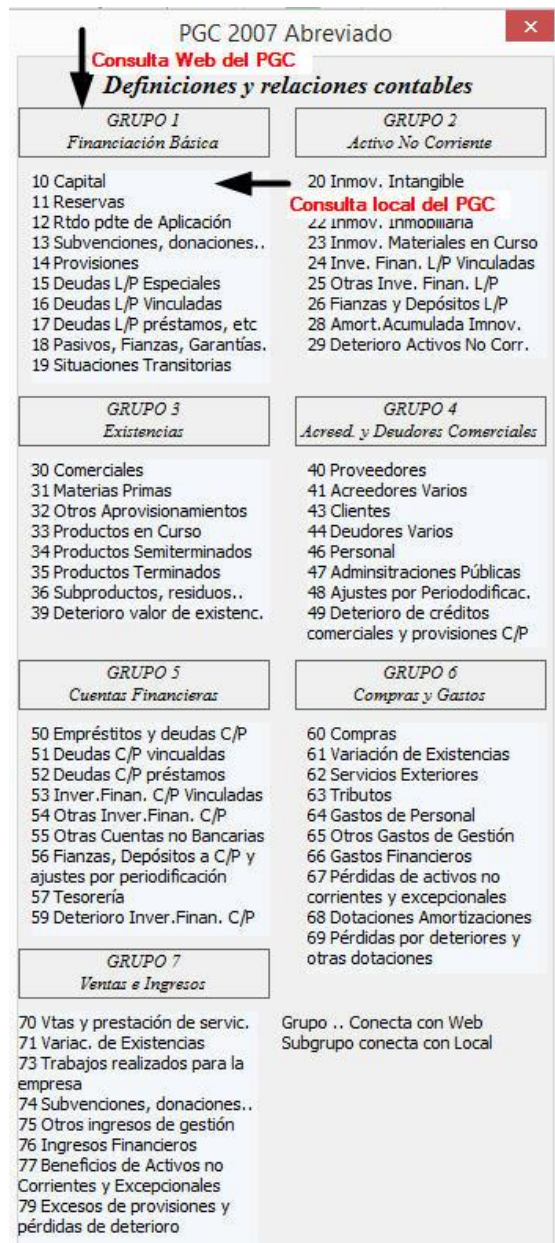 PGC 2007 Abreviado
Consulta Web del PGC
Definiciones y relaciones contables
GRUPO 1
Financiación Básica
10 Capital
11 Reservas
12 Rtdo pdte de Aplicación
13 Subvenciones, donaciones..
14 Provisiones
15 Deudas L/P Especiales
16 Deudas L/P Vinculadas
17 Deudas L/P préstamos, etc
18 Pasivos, Fianzas, Garantías.
19 Situaciones Transitorias
GRUPO 2
Activo No Corriente
20 Inmov. Intangible
Consulta local del PGC
22 Inmov. Inmobiliaria
23 Inmov. Materiales en Curso
24 Inve. Finan. L/P Vinculadas
25 Otras Inve. Finan. L/P
26 Fianzas y Depósitos L/P
28 Amort.Acumulada Imnov.
29 Deterioro Activos No Corr.
GRUPO 3
Existencias
30 Comerciales
31 Materias Primas
32 Otros Aprovisionamientos
33 Productos en Curso
34 Productos Semiterminados
35 Productos Terminados
36 Subproductos, residuos..
39 Deterioro valor de existenc.
GRUPO 4
Acreed. y Deudores Comerciales
40 Proveedores
41 Acreedores Varios
43 Clientes
44 Deudores Varios
46 Personal
47 Adminsitraciones Públicas
48 Ajustes por Periododificac.
49 Deterioro de créditos
comerciales y provisiones C/P
GRUPO 5
Cuentas Financieras
50 Empréstitos y deudas C/P
51 Deudas C/P vincualdas
52 Deudas C/P préstamos
53 Inver.Finan. C/P Vinculadas
54 Otras Inver.Finan. C/P
55 Otras Cuentas no Bancarias
56 Fianzas, Depósitos a C/P y
ajustes por periodificación
57 Tesorería
59 Deterioro Inver.Finan. C/P
GRUPO 6
Compras y Gastos
60 Compras
61 Variación de Existencias
62 Servicios Exteriores
63 Tributos
64 Gastos de Personal
65 Otros Gastos de Gestión
66 Gastos Financieros
67 Pérdidas de activos no
corrientes y excepcionales
68 Dotaciones Amortizaciones
69 Pérdidas por deteriores y
otras dotaciones
GRUPO 7
Ventas e Ingresos
70 Vtas y prestación de servic.
71 Variac. de Existencias
73 Trabajos realizados para la
empresa
74 Subvenciones, donaciones..
75 Otros ingresos de gestión
76 Ingresos Financieros
77 Beneficios de Activos no
Corrientes y Excepcionales
79 Excesos de provisiones y
pérdidas de deterioro
Grupo .. Conecta con Web
Subgrupo conecta con Local